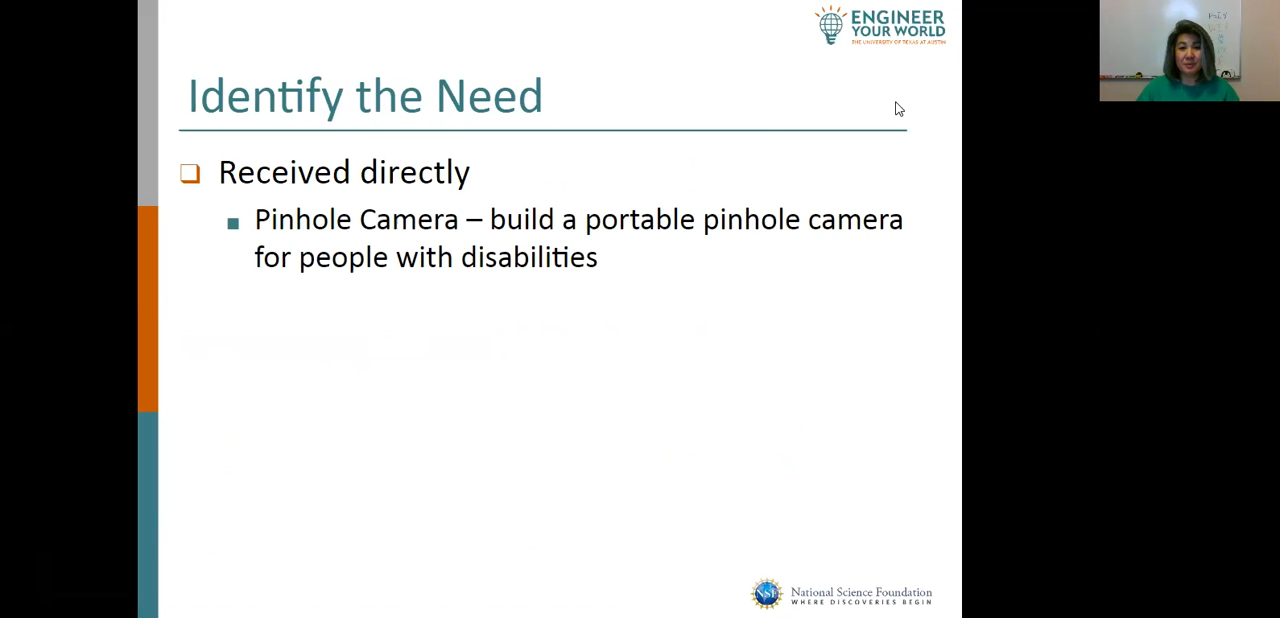 ENGINEER
YOUR WORLD
THE UNIVERSITY OF TEXAS AT AUSTIN
Identify the Need
Received directly
Pinhole Camera – build a portable pinhole camera
for people with disabilities
NSF
National Science Foundation
WHERE DISCOVERIES BEGIN